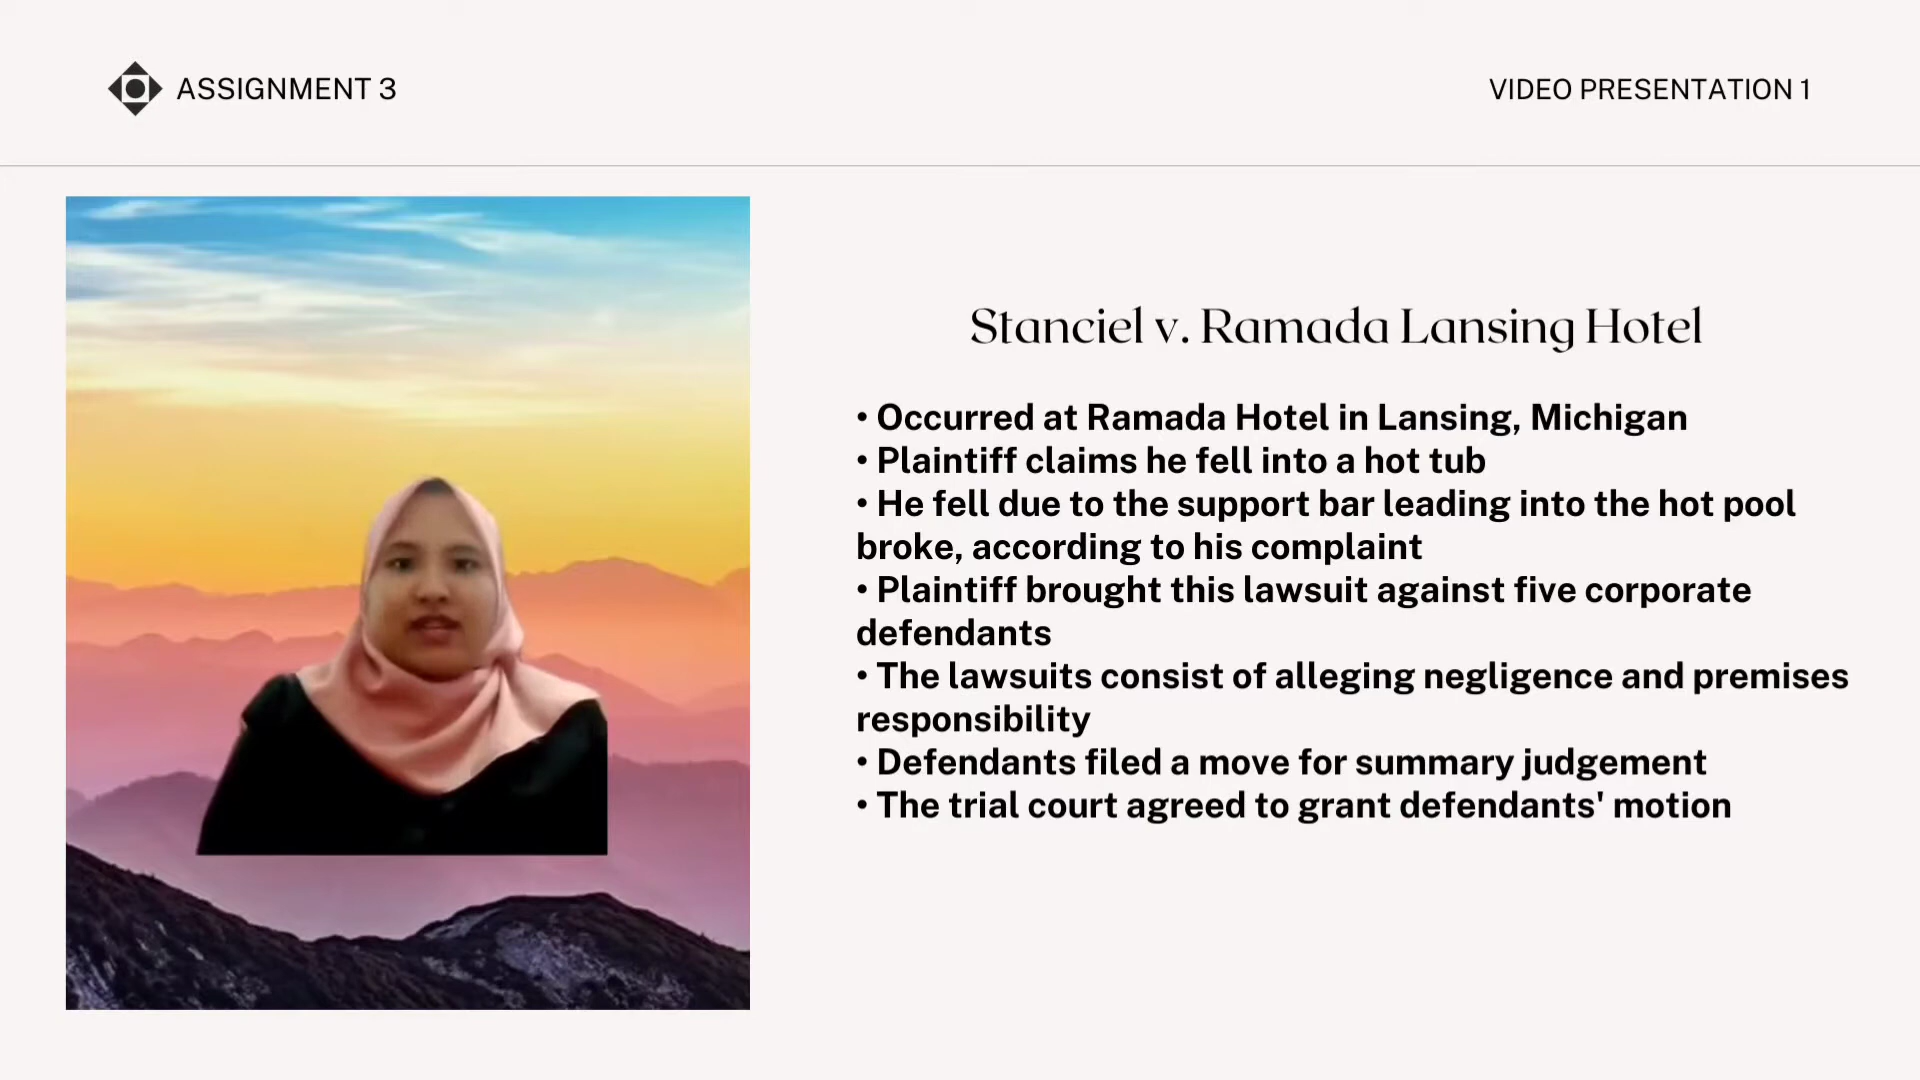 ASSIGNMENT 3
VIDEO PRESENTATION 1
Stanciel v. Ramada Lansing Hotel
• Occurred at Ramada Hotel in Lansing, Michigan
• Plaintiff claims he fell into a hot tub
• He fell due to the support bar leading into the hot pool
broke, according to his complaint
• Plaintiff brought this lawsuit against five corporate
defendants
• The lawsuits consist of alleging negligence and premises
responsibility
• Defendants filed a move for summary judgement
• The trial court agreed to grant defendants' motion